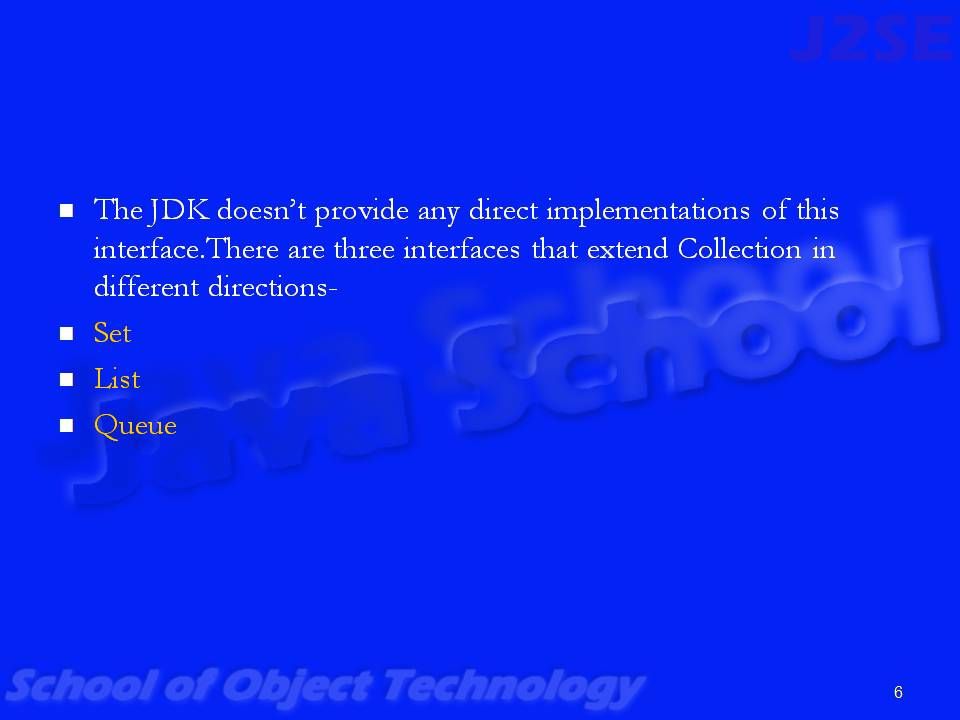 J2SE
The JDK doesn’t provide any direct implementations of this
interface.There are three interfaces that extend Collection in
different directions-
Set
List
Queue
Java School
School of Object Technology
6